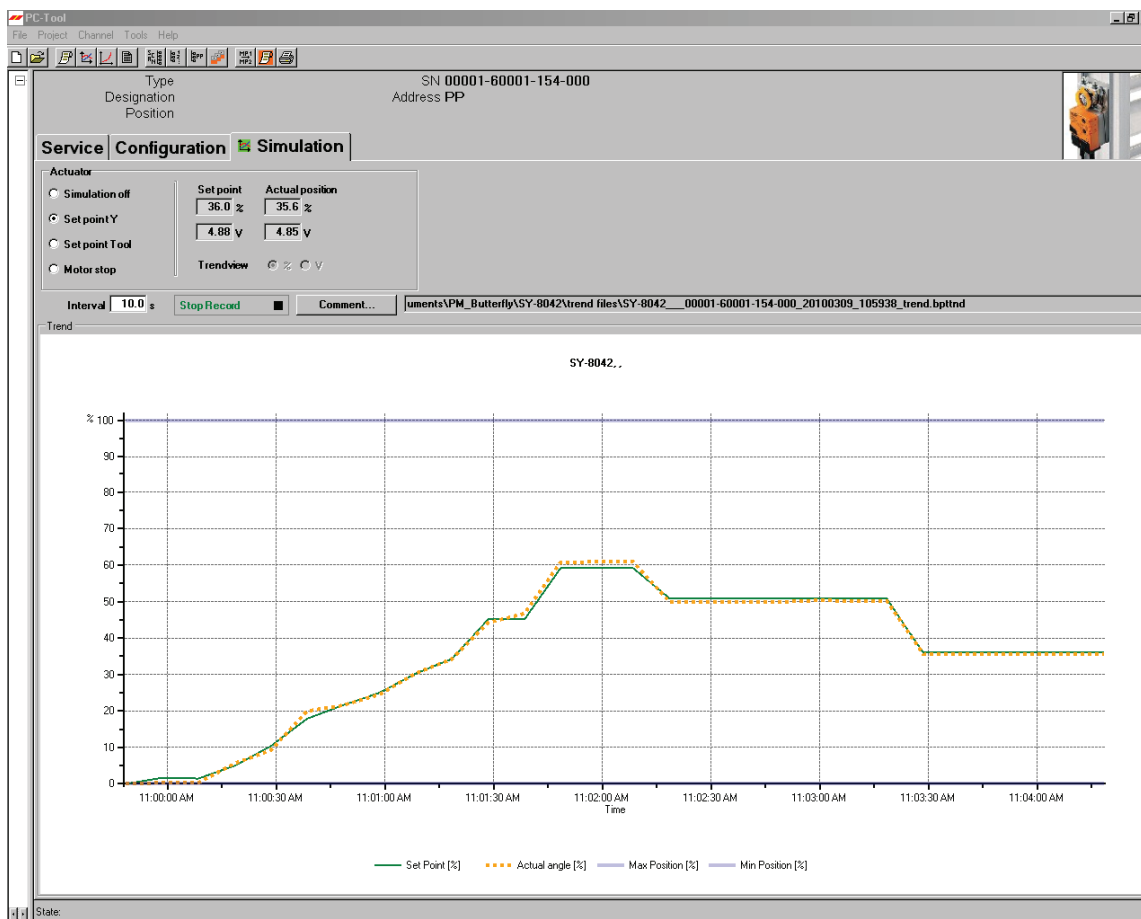 PC-Tool
File Project Channel Tools Help
MP1
MP2
Type
Designation
Position
SN 00001-60001-154-000
Address PP
Service Configuration Simulation
Actuator
Simulation off
Set point Y
Set point Tool
Motor stop
Set point Actual position
36.0 % 35.6 %
4.88 V 4.85 V
Trendview % V
Interval 10.0 s Stop Record Comment... uments\PM_Butterfly\SY-8042\trend files\SY-8042___00001-60001-154-000_20100309_105938_trend.bpttnd
Trend
SY-8042, ,
% 100
90
80
70
60
50
40
30
20
10
0
11:00:00 AM 11:00:30 AM 11:01:00 AM 11:01:30 AM 11:02:00 AM 11:02:30 AM 11:03:00 AM 11:03:30 AM 11:04:00 AM
Time
Set Point [%] Actual angle [%] Max Position [%] Min Position [%]
State: